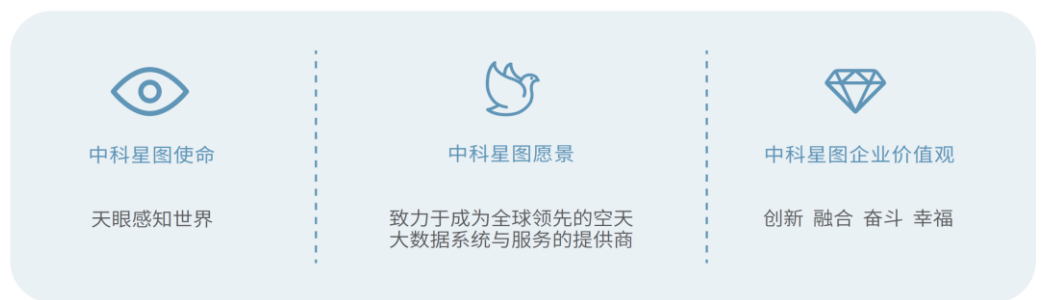 中科星图使命
天眼感知世界
中科星图愿景
致力于成为全球领先的空天
大数据系统与服务的提供商
中科星图企业价值观
创新 融合 奋斗 幸福